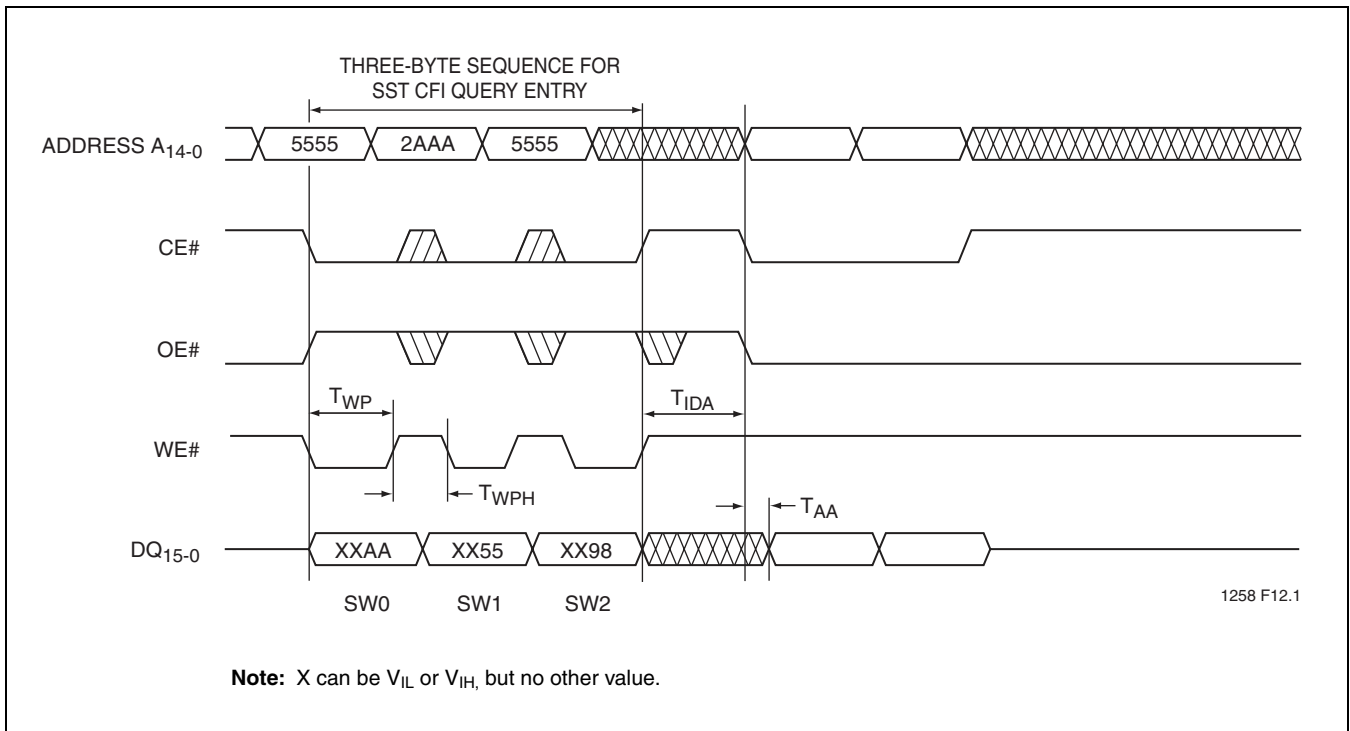 THREE-BYTE SEQUENCE FOR
SST CFI QUERY ENTRY
ADDRESS A14-0
5555
2AAA
5555
CE#
OE#
TWP
TIDA
WE#
TWPH
TAA
DQ15-0
XXAA
XX55
XX98
SW0
SW1
SW2
1258 F12.1
Note: X can be VIL or VIH, but no other value.